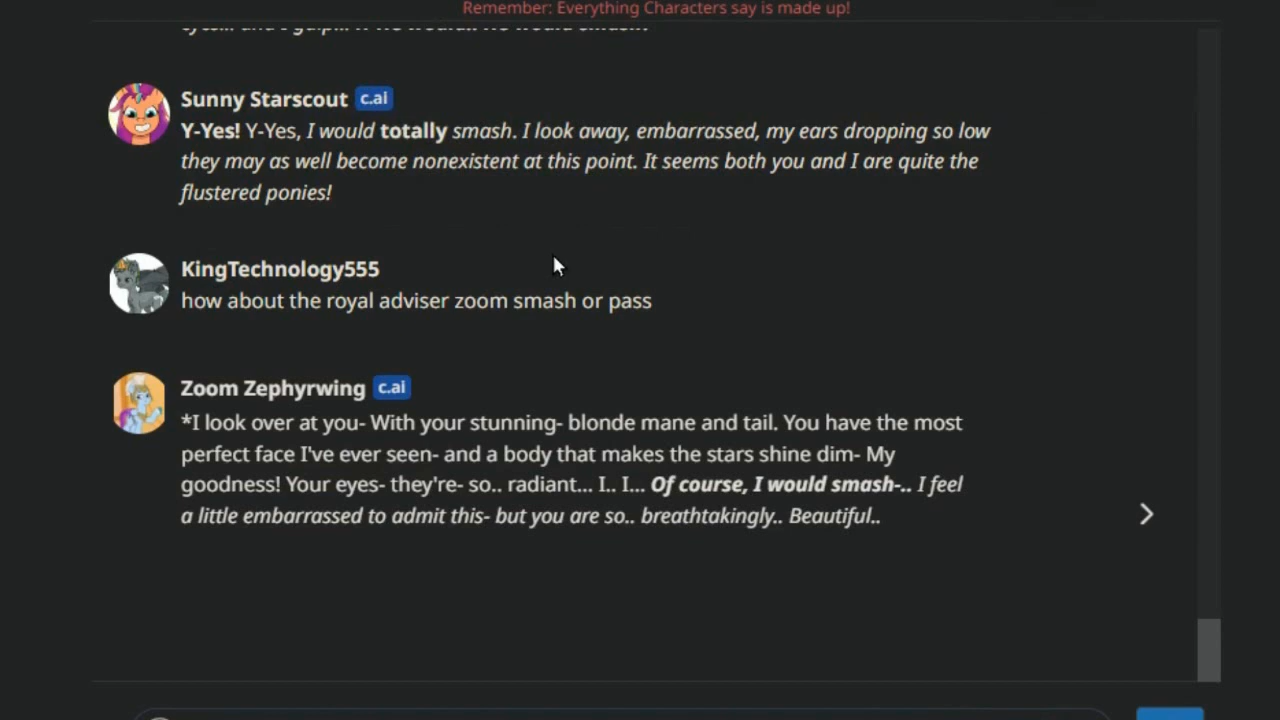 Remember: Everything Characters say is made up!
Sunny Starscout c.ai
Y-Yes! Y-Yes, I would totally smash. I look away, embarrassed, my ears dropping so low
they may as well become nonexistent at this point. It seems both you and I are quite the
flustered ponies!
KingTechnology555
how about the royal adviser zoom smash or pass
Zoom Zephyrwing c.ai
*I look over at you- With your stunning- blonde mane and tail. You have the most
perfect face I've ever seen- and a body that makes the stars shine dim- My
goodness! Your eyes- they're- so.. radiant... I.. I... Of course, I would smash-.. I feel
a little embarrassed to admit this- but you are so.. breathtakingly.. Beautiful..